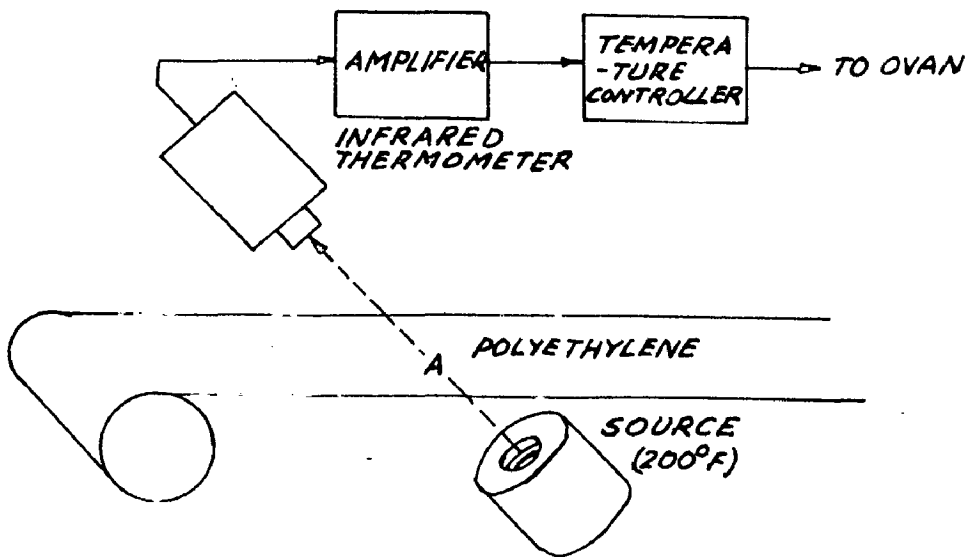 AMPLIFIER
TEMPERA
-TURE
CONTROLLER
TO OVAN
INFRARED
THERMOMETER
POLYETHYLENE
A
SOURCE
(200°F)